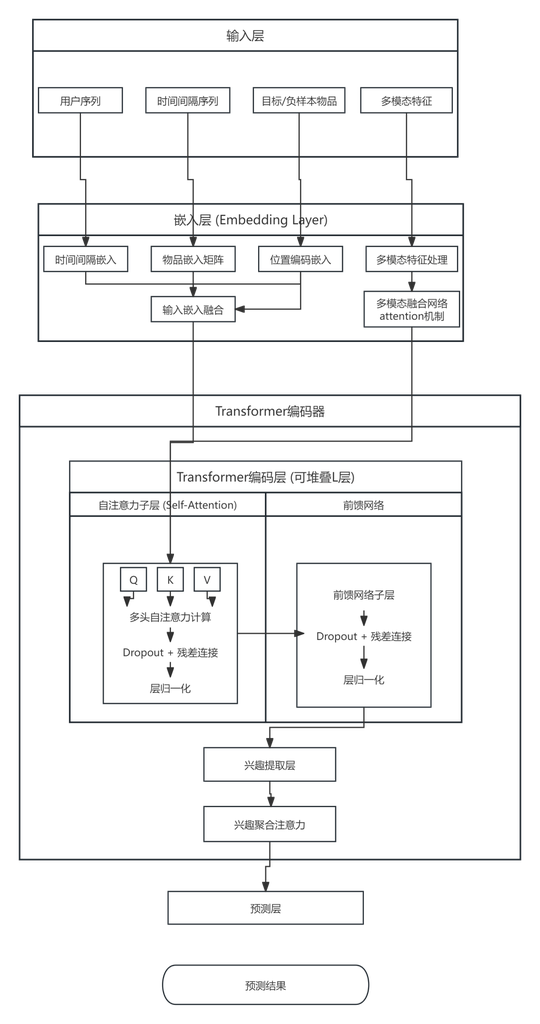 输入层
用户序列
时间间隔序列
目标/负样本物品
多模态特征
嵌入层 (Embedding Layer)
时间间隔嵌入
物品嵌入矩阵
位置编码嵌入
多模态特征处理
输入嵌入融合
多模态融合网络
attention机制
Transformer编码器
Transformer编码层 (可堆叠L层)
自注意力子层 (Self-Attention)
前馈网络
Q
K
V
多头自注意力计算
Dropout + 残差连接
层归一化
前馈网络子层
Dropout + 残差连接
层归一化
兴趣提取层
兴趣聚合注意力
预测层
预测结果